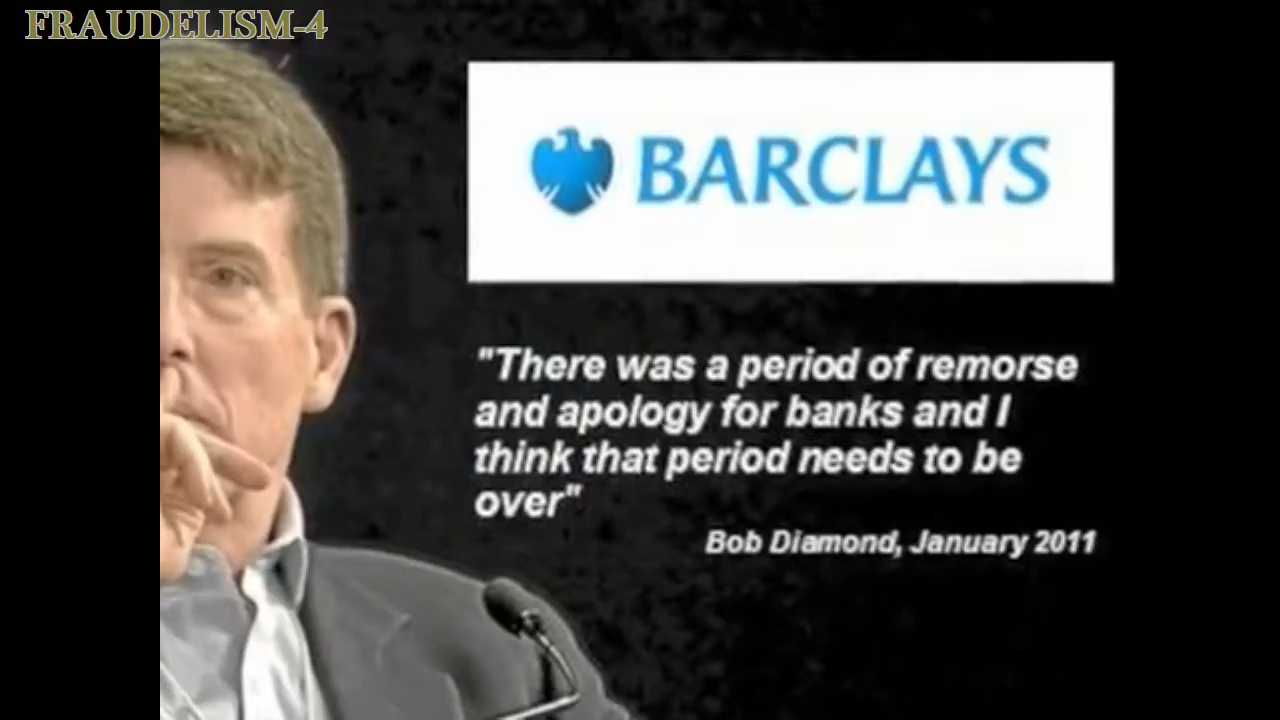 FRAUDELISM-4
BARCLAYS
"There was a period of remorse
and apology for banks and I
think that period needs to be
over"
Bob Diamond, January 2011